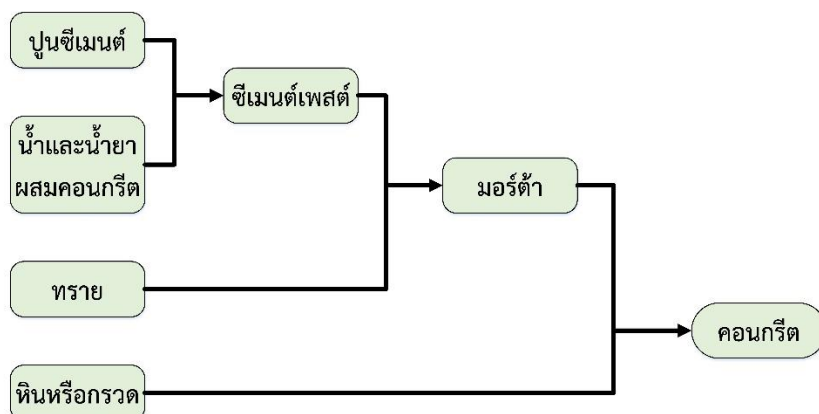 ปูนซีเมนต์
ซีเมนต์เพสต์
น้ำและน้ำยา
ผสมคอนกรีต
มอร์ต้า
ทราย
คอนกรีต
หินหรือกรวด